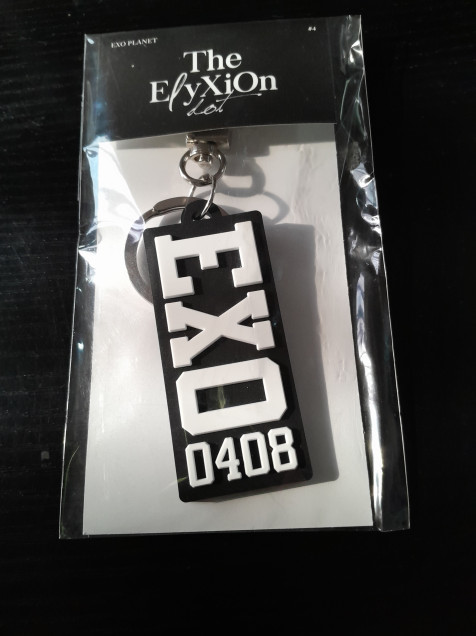 EXO PLANET
#4
The
ElyXiOn
dot
EXO
0408